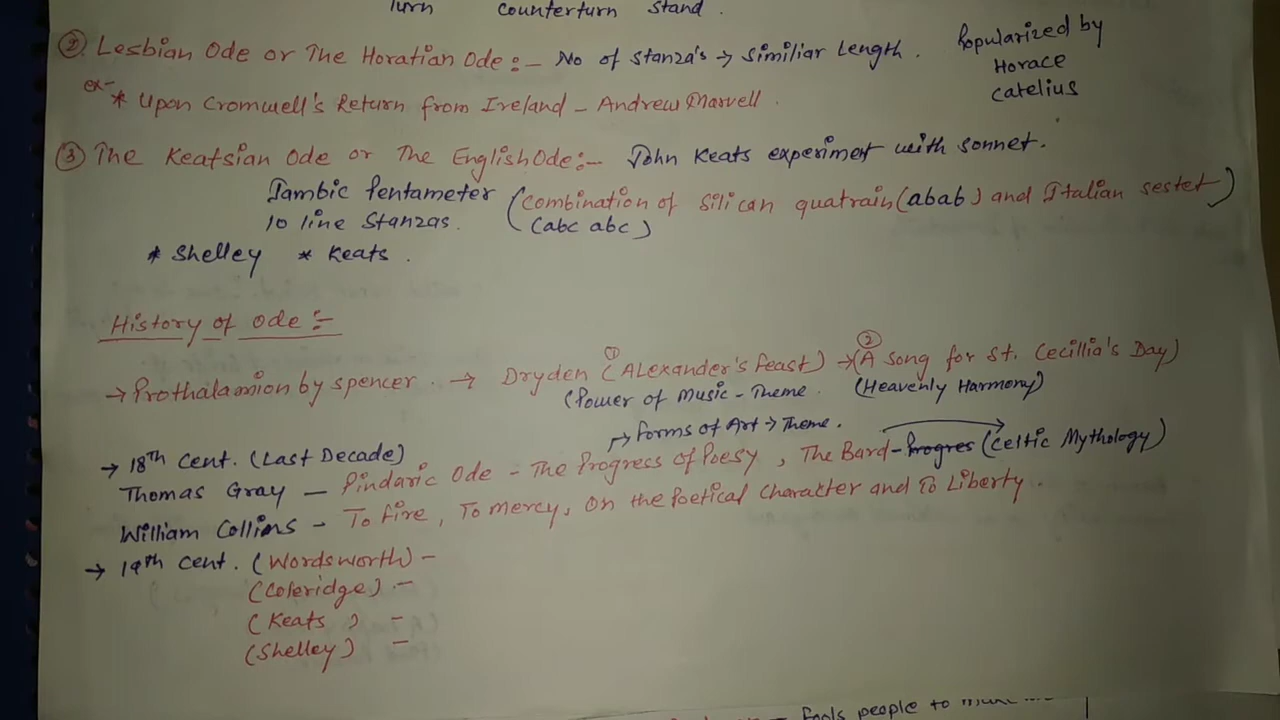 Turn counterturn stand.
② Lesbian Ode or The Horatian Ode :- No of stanza's → similiar Length. Popularized by
Horace
Catelius
ex- * Upon Cromwell's Return from Ireland - Andrew Marvell.
③ The Keatsian Ode or The English Ode :- John Keats experiment with sonnet.
Iambic Pentameter (Combination of Silican quatrain (abab) and Italian sestet)
10 line Stanzas. (abc abc)
* Shelley * Keats.
History of Ode :-
→ Prothalamion by spencer. → Dryden (① ALexander's Feast) → (② A song for St. Cecillia's Day)
(Power of Music - Theme. (Heavenly Harmony)
→ Forms of Art → Theme.
→ 18th Cent. (Last Decade)
Thomas Gray - Pindaric Ode - The Progress of Poesy, The Bard - Progres (Celtic Mythology)
William Collins - To Fire, To Mercy, On the Poetical Character and To Liberty.
→ 19th Cent. (Wordsworth) -
(Coleridge) -
(Keats) -
(Shelley) -
fools people to